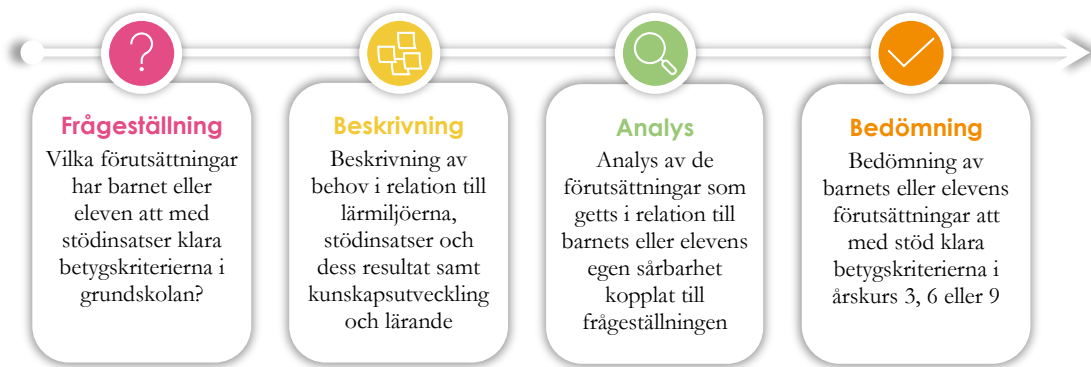 Frågeställning
Vilka förutsättningar
har barnet eller
eleven att med
stödinsatser klara
betygskriterierna i
grundskolan?
Beskrivning
Beskrivning av
behov i relation till
lärmiljöerna,
stödinsatser och
dess resultat samt
kunskapsutveckling
och lärande
Analys
Analys av de
förutsättningar som
getts i relation till
barnets eller elevens
egen sårbarhet
kopplat till
frågeställningen
Bedömning
Bedömning av
barnets eller elevens
förutsättningar att
med stöd klara
betygskriterierna i
årskurs 3, 6 eller 9